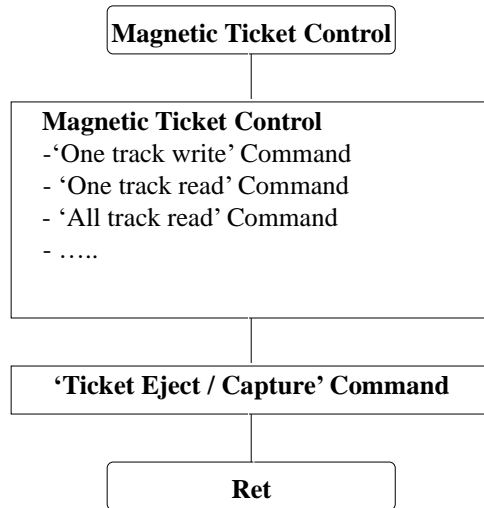 Magnetic Ticket Control
Magnetic Ticket Control
-‘One track write’ Command
- ‘One track read’ Command
- ‘All track read’ Command
- …..
‘Ticket Eject / Capture’ Command
Ret